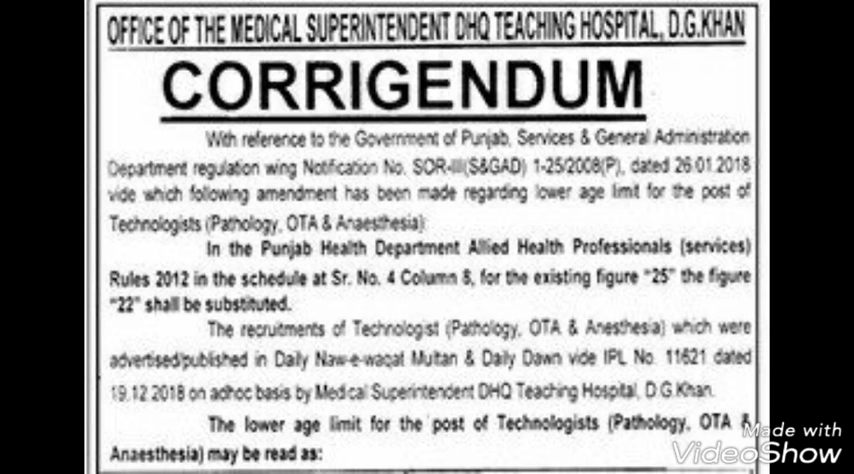 OFFICE OF THE MEDICAL SUPERINTENDENT DHQ TEACHING HOSPITAL, D.G.KHAN
CORRIGENDUM
With reference to the Government of Punjab, Services & General Administration
Department regulation wing Notification No. SOR-III(S&GAD) 1-25/2008(P), dated 26.01.2018
vide which following amendment has been made regarding lower age limit for the post of
Technologists (Pathology, OTA & Anaesthesia):
In the Punjab Health Department Allied Health Professionals (services)
Rules 2012 in the schedule at Sr. No. 4 Column 8, for the existing figure "25" the figure
"22" shall be substituted.
The recruitments of Technologist (Pathology, OTA & Anesthesia) which were
advertised/published in Daily Naw-e-waqat Multan & Daily Dawn vide IPL No. 11621 dated
19.12.2018 on adhoc basis by Medical Superintendent DHQ Teaching Hospital, D.G.Khan.
The lower age limit for the post of Technologists (Pathology, OTA &
Anaesthesia) may be read as:
Made with
VideoShow